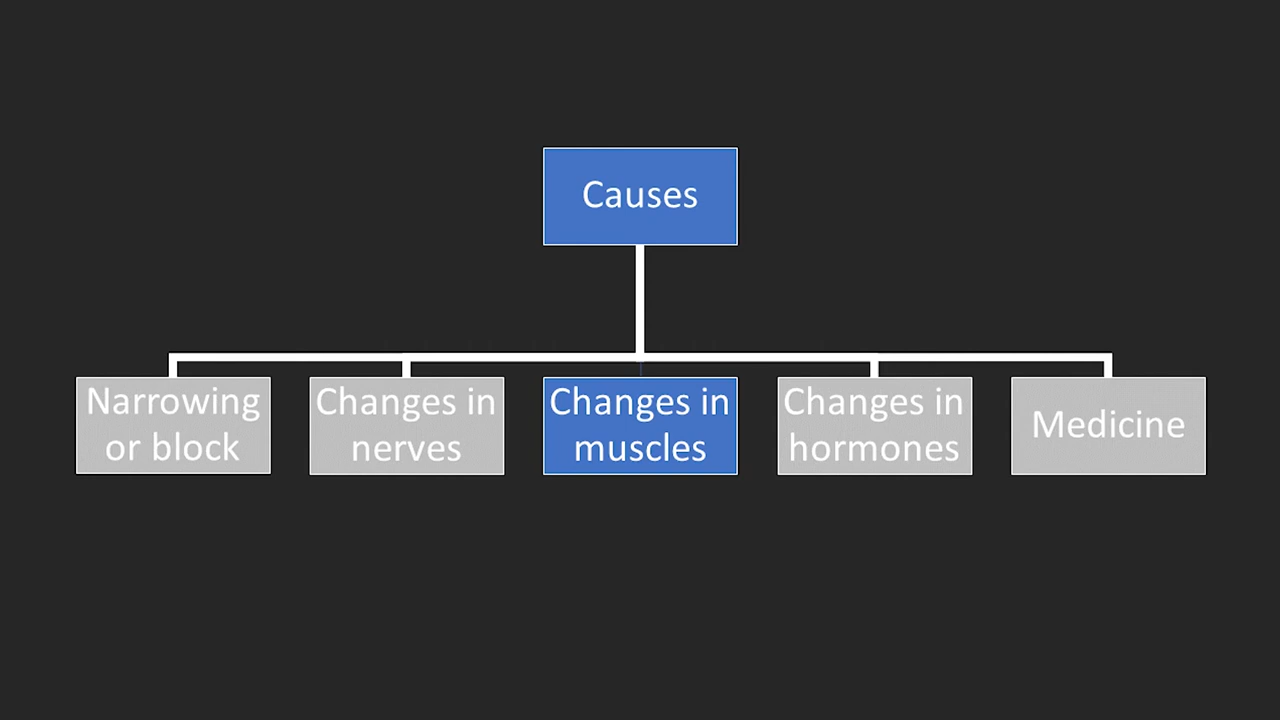 Causes
Narrowing
or block
Changes in
nerves
Changes in
muscles
Changes in
hormones
Medicine